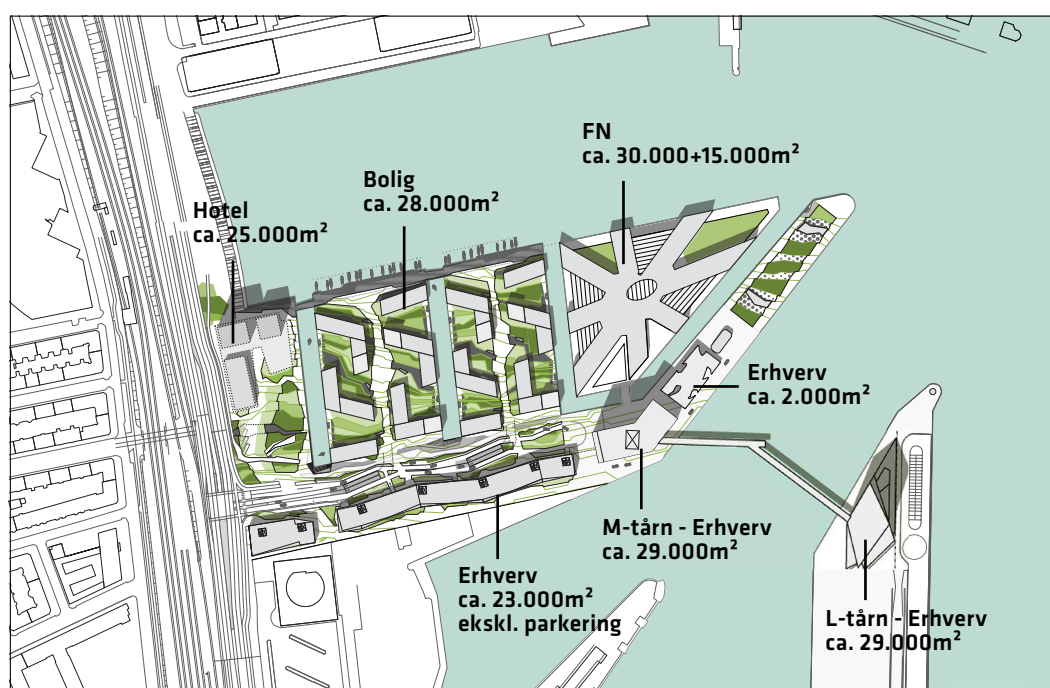 FN
ca. 30.000+15.000m²
Bolig
ca. 28.000m²
Hotel
ca. 25.000m²
Erhverv
ca. 2.000m²
M-tårn - Erhverv
ca. 29.000m²
Erhverv
ca. 23.000m²
ekskl. parkering
L-tårn - Erhverv
ca. 29.000m²